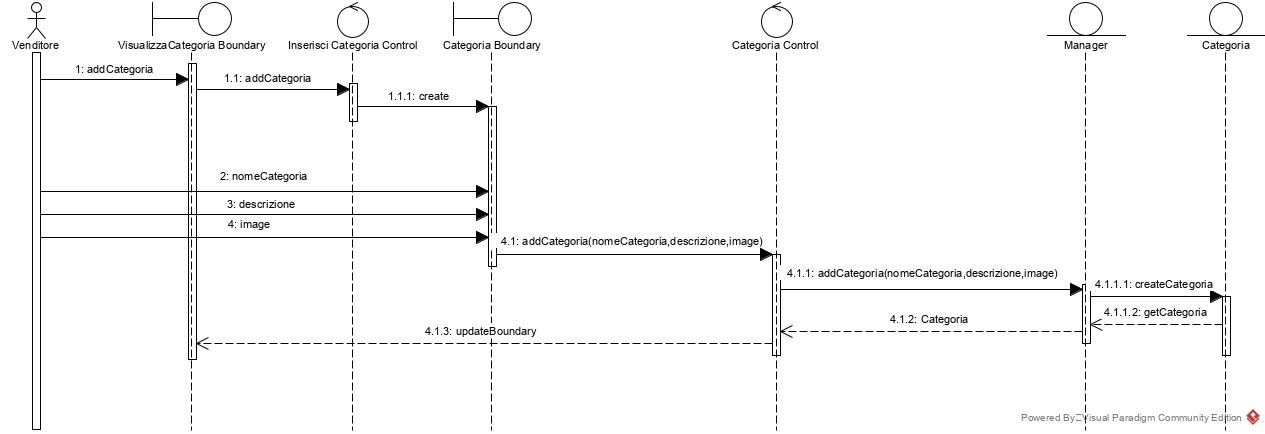 Venditore
VisualizzaCategoria Boundary
Inserisci Categoria Control
Categoria Boundary
Categoria Control
Manager
Categoria
1: addCategoria
1.1: addCategoria
1.1.1: create
2: nomeCategoria
3: descrizione
4: image
4.1: addCategoria(nomeCategoria,descrizione,image)
4.1.1: addCategoria(nomeCategoria,descrizione,image)
4.1.1.1: createCategoria
4.1.1.2: getCategoria
4.1.2: Categoria
4.1.3: updateBoundary
Powered By Visual Paradigm Community Edition